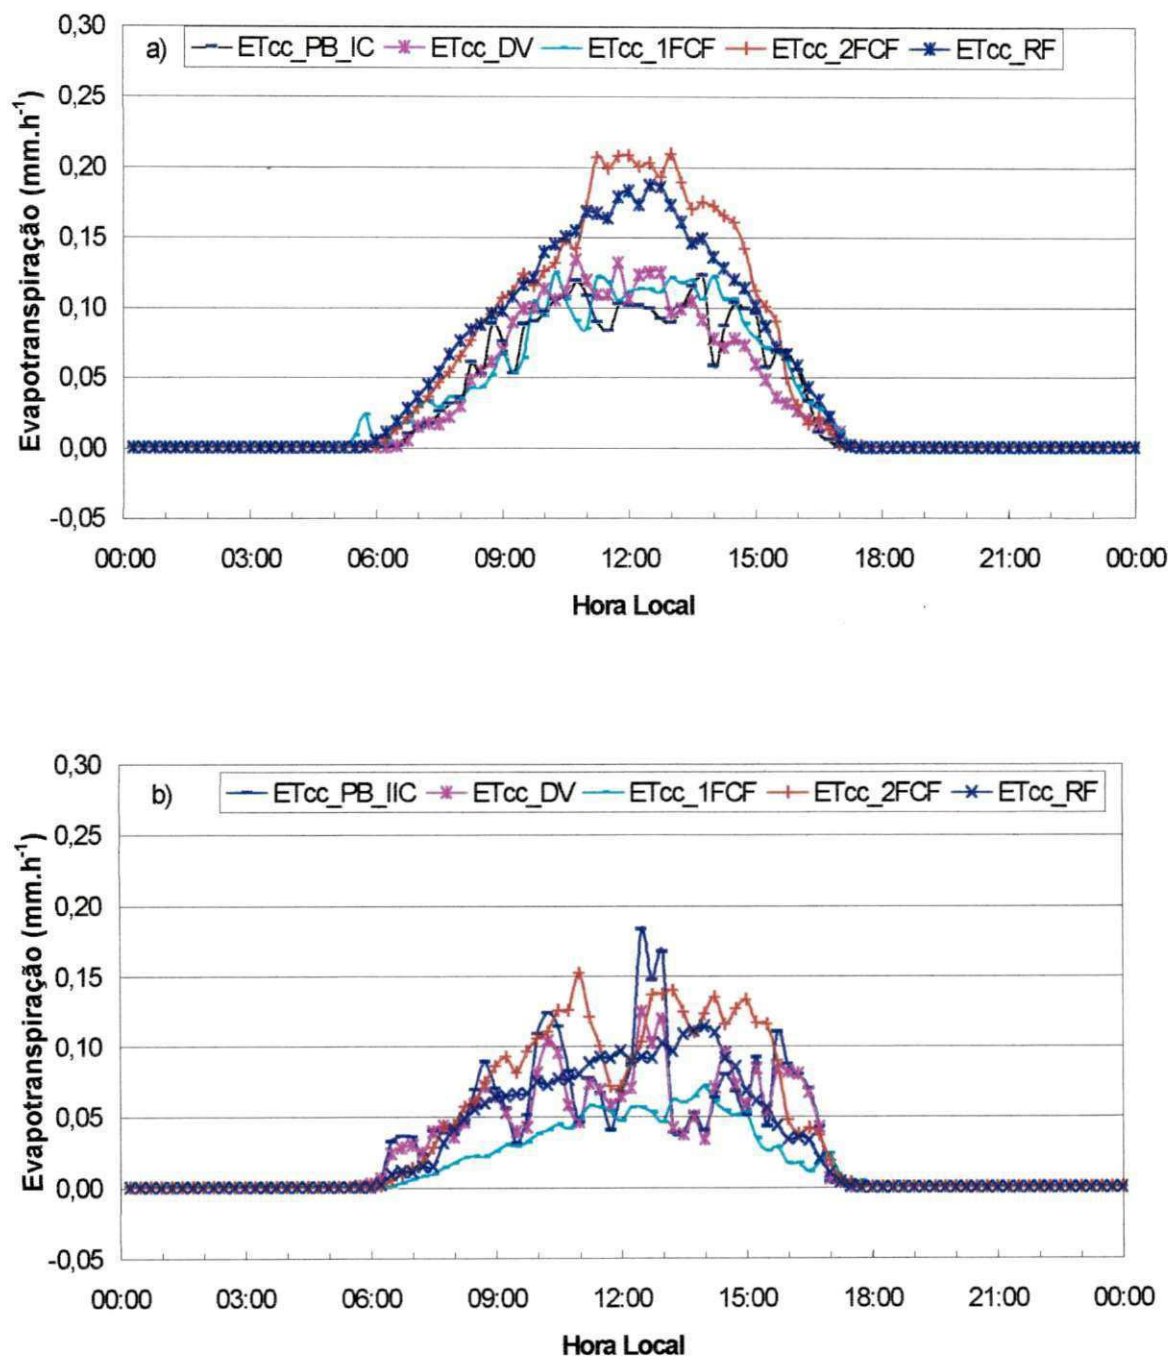 0,30
a) ETcc_PB_IC ETcc_DV ETcc_1FCF ETcc_2FCF ETcc_RF
0,25
0,20
0,15
0,10
0,05
0,00
-0,05
Evapotranspiração (mm.h-1)
00:00 03:00 06:00 09:00 12:00 15:00 18:00 21:00 00:00
Hora Local
0,30
b) ETcc_PB_IIC ETcc_DV ETcc_1FCF ETcc_2FCF ETcc_RF
0,25
0,20
0,15
0,10
0,05
0,00
-0,05
Evapotranspiração (mm.h-1)
00:00 03:00 06:00 09:00 12:00 15:00 18:00 21:00 00:00
Hora Local